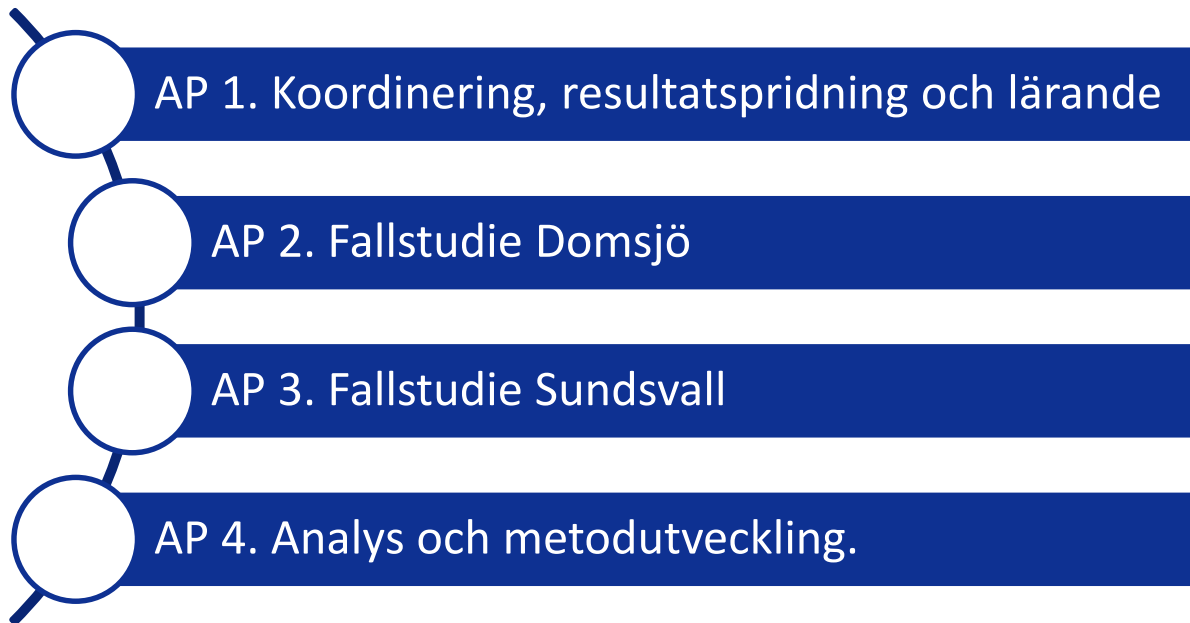 AP 1. Koordinering, resultatspridning och lärande
AP 2. Fallstudie Domsjö
AP 3. Fallstudie Sundsvall
AP 4. Analys och metodutveckling.